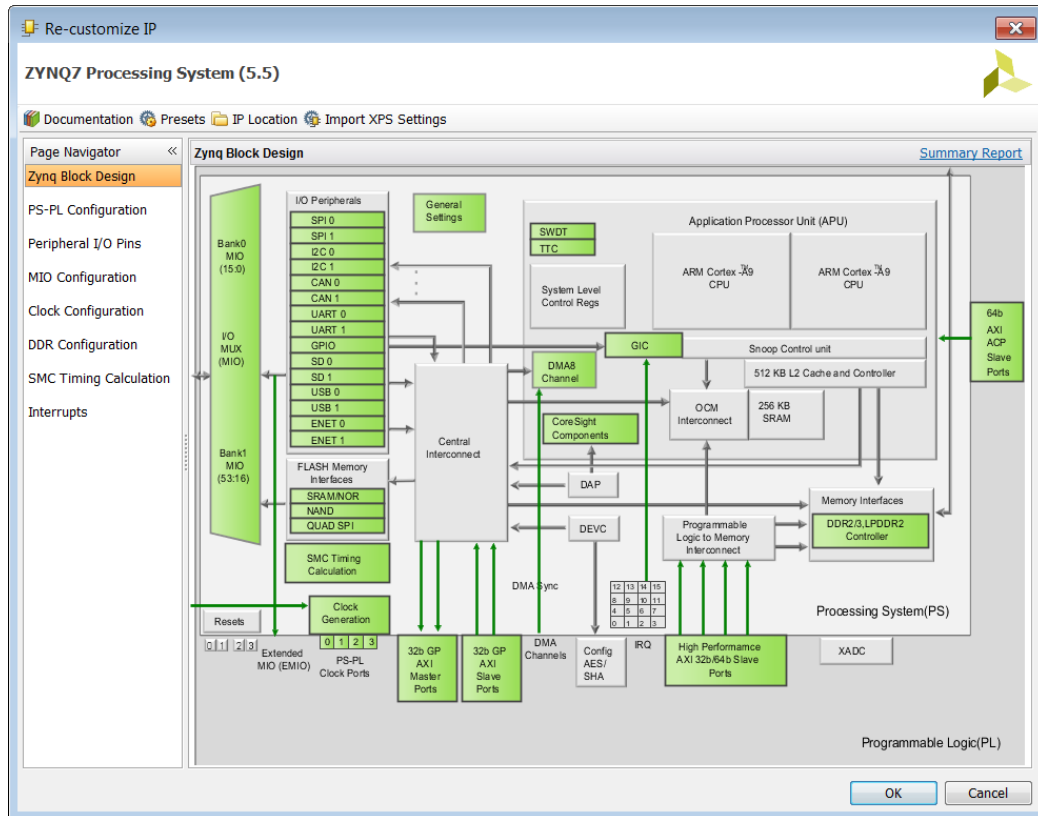 Re-customize IP
ZYNQ7 Processing System (5.5)
Documentation Presets IP Location Import XPS Settings
Page Navigator «
Zynq Block Design
PS-PL Configuration
Peripheral I/O Pins
MIO Configuration
Clock Configuration
DDR Configuration
SMC Timing Calculation
Interrupts
Zynq Block Design
Summary Report
Bank0
MIO
(15:0)
I/O
MUX
(MIO)
Bank1
MIO
(53:16)
I/O Peripherals
SPI 0
SPI 1
I2C 0
I2C 1
CAN 0
CAN 1
UART 0
UART 1
GPIO
SD 0
SD 1
USB 0
USB 1
ENET 0
ENET 1
FLASH Memory
Interfaces
SRAM/NOR
NAND
QUAD SPI
SMC Timing
Calculation
General
Settings
Application Processor Unit (APU)
SWDT
TTC
System Level
Control Regs
ARM Cortex-A9™
CPU
ARM Cortex-A9™
CPU
GIC
Snoop Control unit
DMA8
Channel
512 KB L2 Cache and Controller
OCM
Interconnect
256 KB
SRAM
CoreSight
Components
Central
Interconnect
DAP
DEVC
Programmable
Logic to Memory
Interconnect
Memory Interfaces
DDR2/3,LPDDR2
Controller
64b
AXI
ACP
Slave
Ports
DMA Sync
12 13 14 15
8 9 10 11
4 5 6 7
0 1 2 3
Processing System(PS)
Resets
0 1 2 3
Clock
Generation
0 1 2 3
Extended
MIO (EMIO)
PS-PL
Clock Ports
32b GP
AXI
Master
Ports
32b GP
AXI
Slave
Ports
DMA
Channels
Config
AES/
SHA
IRQ
High Performamce
AXI 32b/64b Slave
Ports
XADC
Programmable Logic(PL)
OK
Cancel